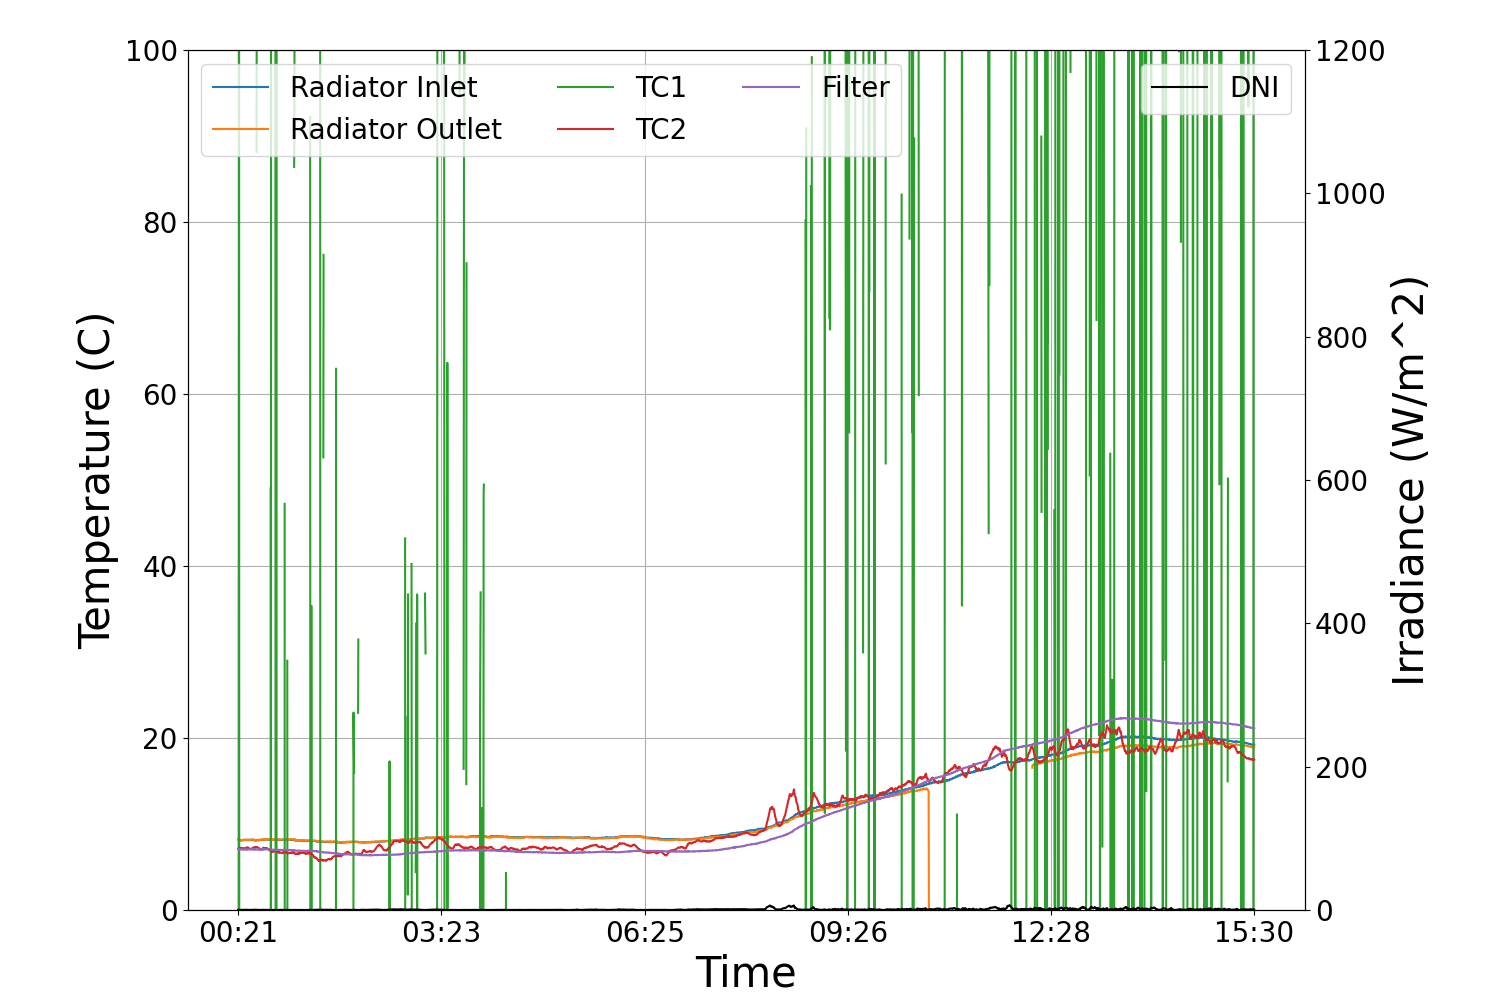 100
80
60
40
20
0
Temperature (C)
Radiator Inlet
Radiator Outlet
TC1
TC2
Filter
DNI
1200
1000
800
600
400
200
0
Irradiance (W/m^2)
00:21
03:23
06:25
09:26
12:28
15:30
Time